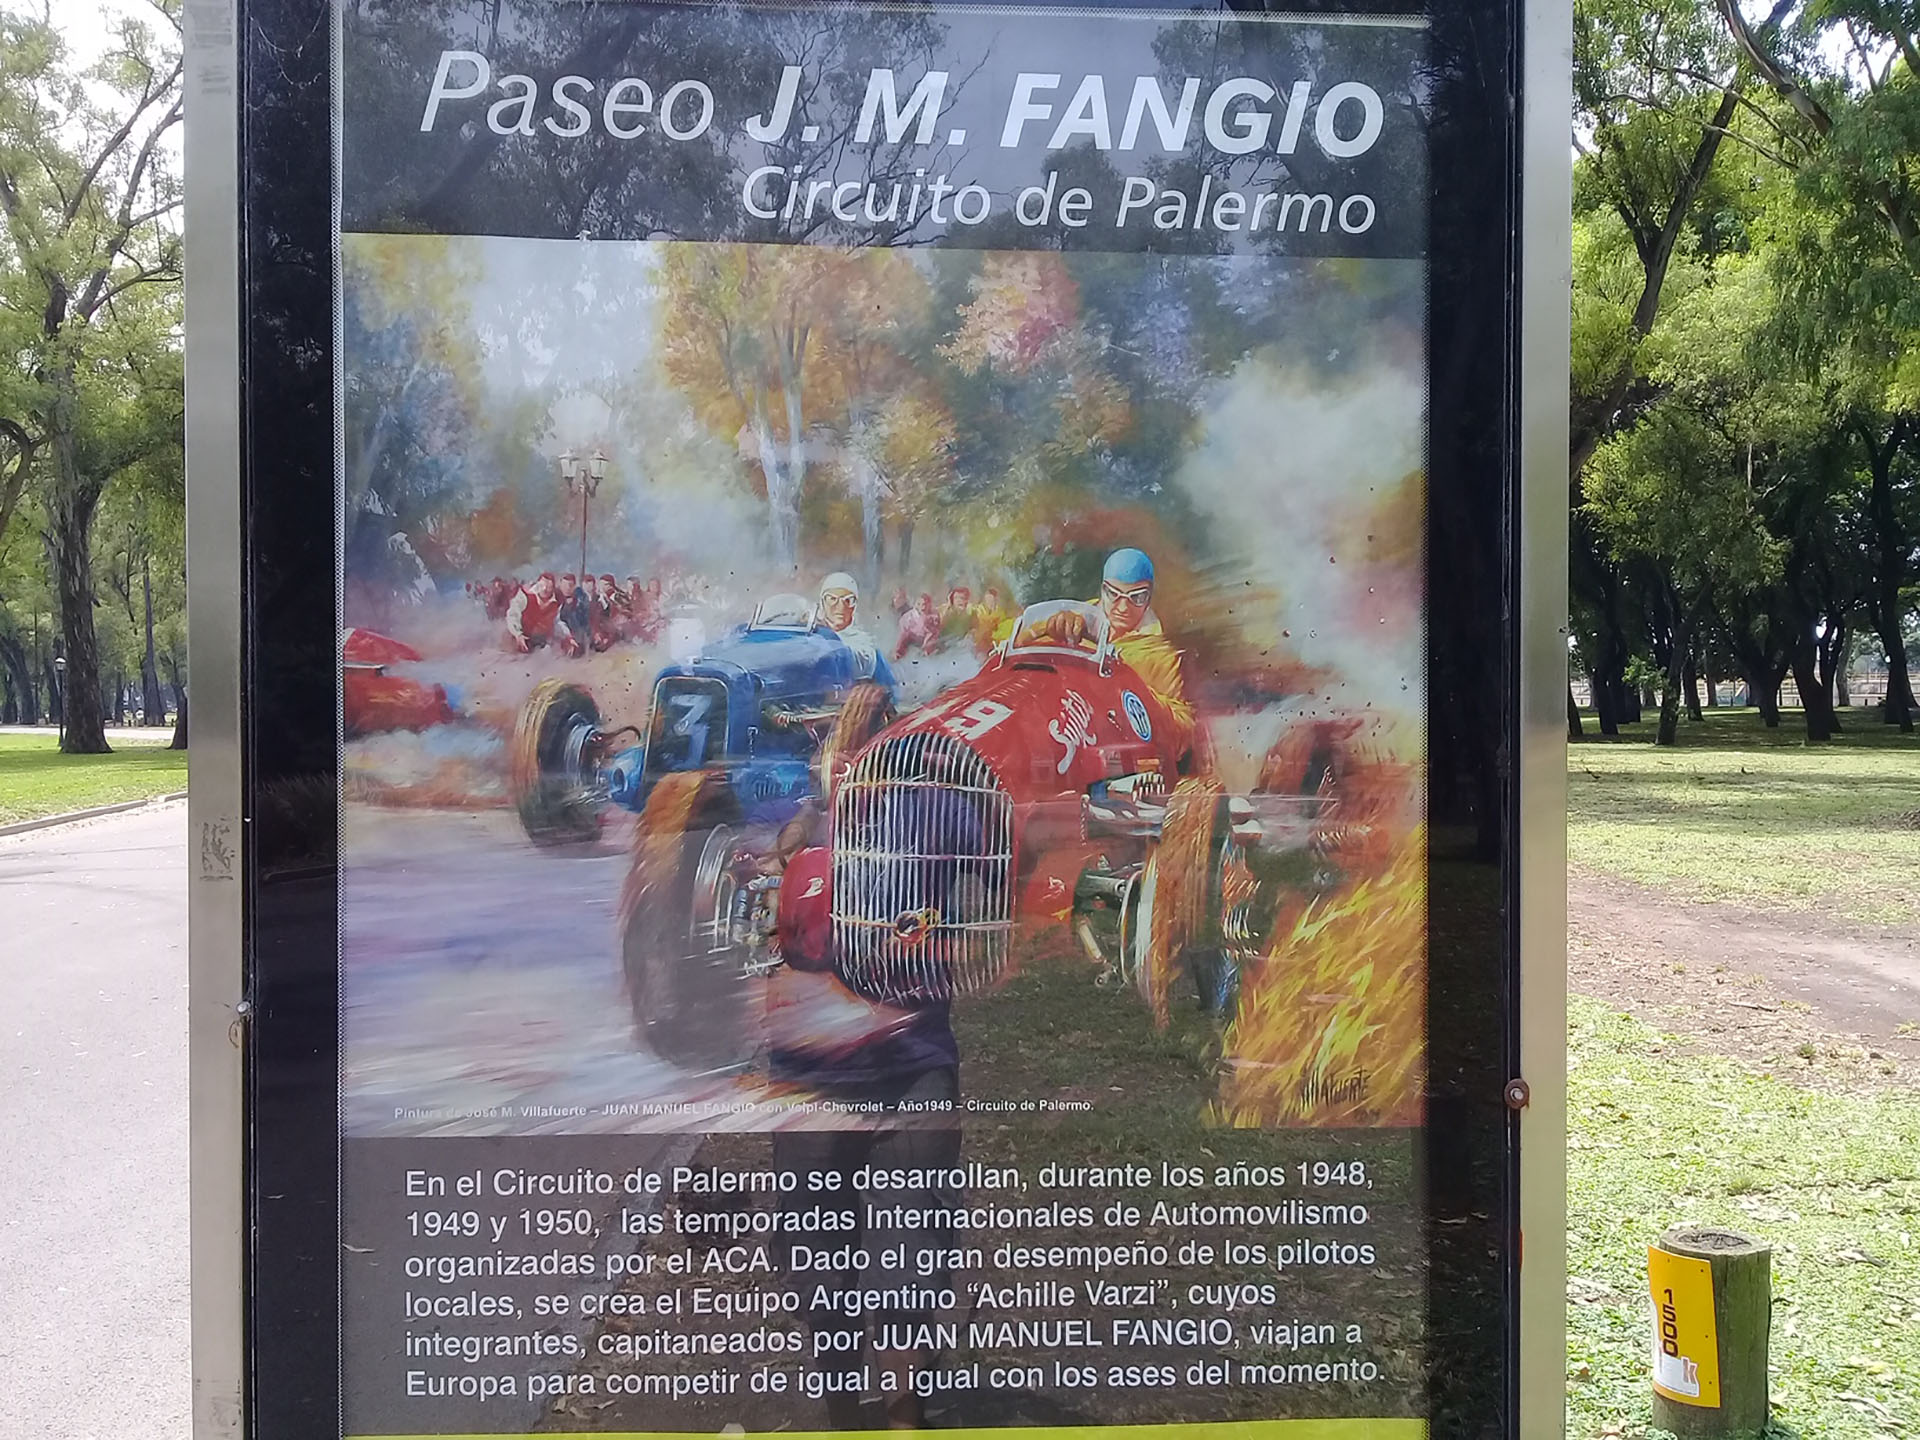 Paseo J. M. FANGIO
Circuito de Palermo
3
19
Suixtil
VILLAFUERTE
Pintura de José M. Villafuerte – JUAN MANUEL FANGIO con Volpi-Chevrolet – Año1949 – Circuito de Palermo.
En el Circuito de Palermo se desarrollan, durante los años 1948,
1949 y 1950, las temporadas Internacionales de Automovilismo
organizadas por el ACA. Dado el gran desempeño de los pilotos
locales, se crea el Equipo Argentino “Achille Varzi”, cuyos
integrantes, capitaneados por JUAN MANUEL FANGIO, viajan a
Europa para competir de igual a igual con los ases del momento.
1500
k